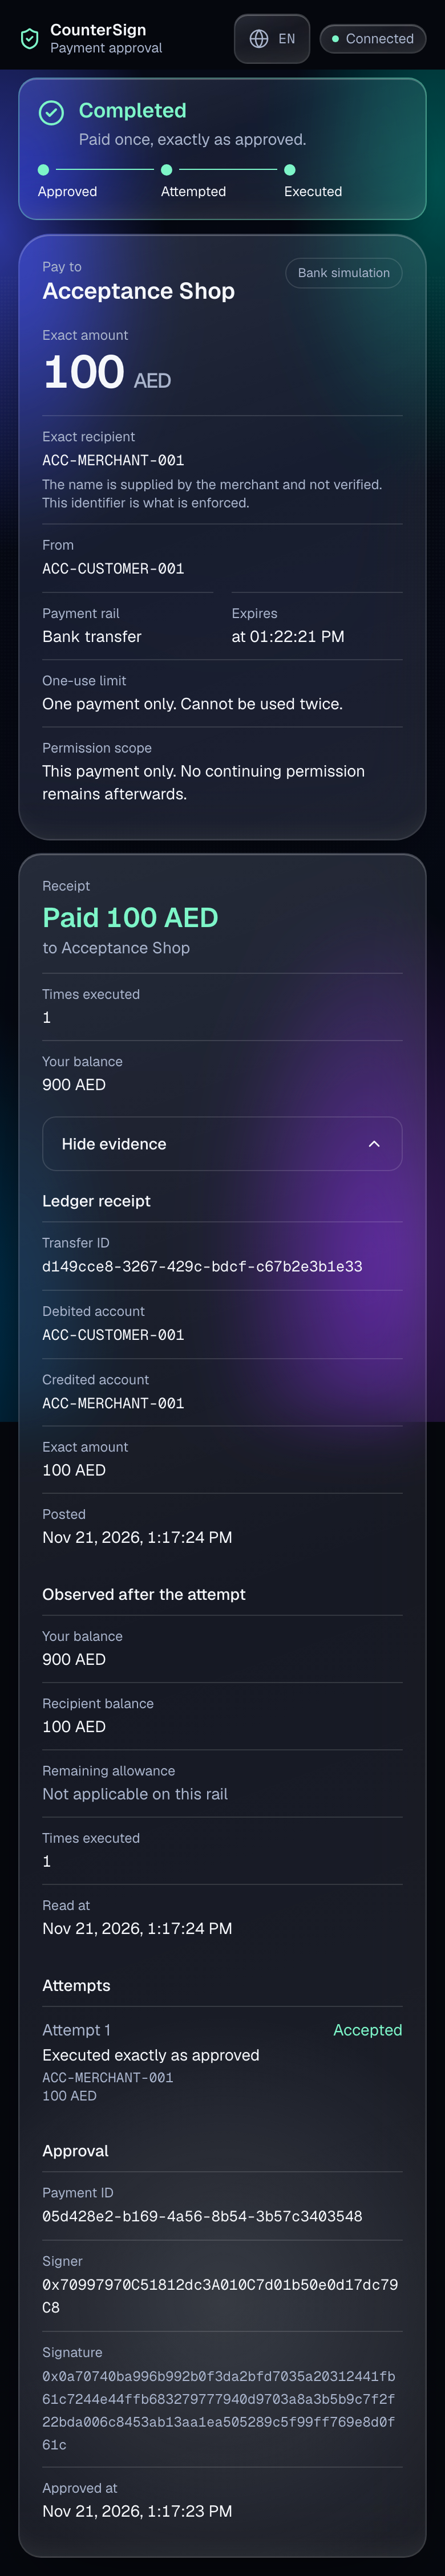 CounterSign
Payment approval
EN
Connected
Completed
Paid once, exactly as approved.
Approved
Attempted
Executed
Pay to
Acceptance Shop
Bank simulation
Exact amount
100 AED
Exact recipient
ACC-MERCHANT-001
The name is supplied by the merchant and not verified.
This identifier is what is enforced.
From
ACC-CUSTOMER-001
Payment rail
Bank transfer
Expires
at 01:22:21 PM
One-use limit
One payment only. Cannot be used twice.
Permission scope
This payment only. No continuing permission
remains afterwards.
Receipt
Paid 100 AED
to Acceptance Shop
Times executed
1
Your balance
900 AED
Hide evidence
Ledger receipt
Transfer ID
d149cce8-3267-429c-bdcf-c67b2e3b1e33
Debited account
ACC-CUSTOMER-001
Credited account
ACC-MERCHANT-001
Exact amount
100 AED
Posted
Nov 21, 2026, 1:17:24 PM
Observed after the attempt
Your balance
900 AED
Recipient balance
100 AED
Remaining allowance
Not applicable on this rail
Times executed
1
Read at
Nov 21, 2026, 1:17:24 PM
Attempts
Attempt 1
Accepted
Executed exactly as approved
ACC-MERCHANT-001
100 AED
Approval
Payment ID
05d428e2-b169-4a56-8b54-3b57c3403548
Signer
0x70997970C51812dc3A010C7d01b50e0d17dc79
C8
Signature
0x0a70740ba996b992b0f3da2bfd7035a20312441fb
61c7244e44ffb683279777940d9703a8a3b5b9c7f2f
22bda006c8453ab13aa1ea505289c5f99ff769e8d0f
61c
Approved at
Nov 21, 2026, 1:17:23 PM